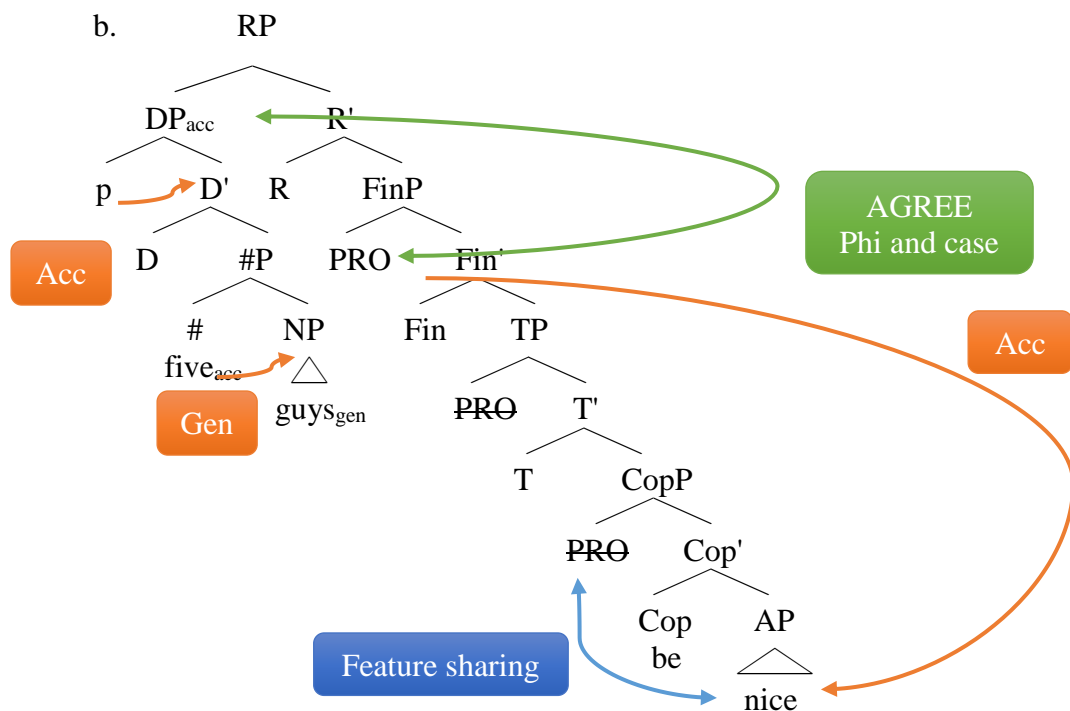 b. RP
DPacc R'
p D' R FinP
AGREE
Phi and case
Acc D #P PRO Fin'
# NP Fin TP
Acc
fiveacc
Gen guysgen PRO T'
T CopP
PRO Cop'
Cop AP
be
Feature sharing
nice